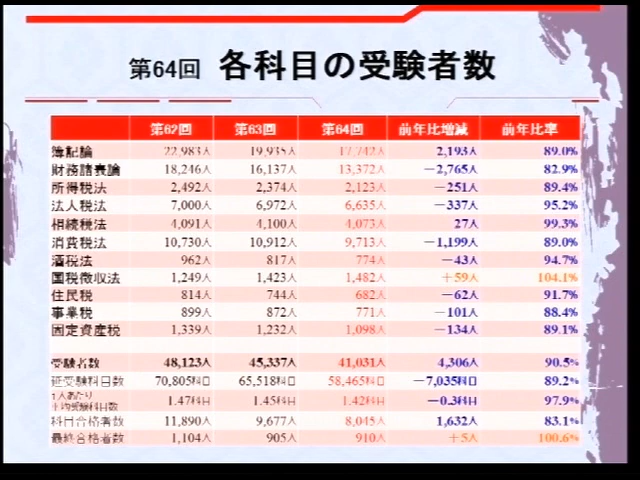 第64回 各科目の受験者数
第62回 第63回 第64回 前年比増減 前年比率
簿記論 22,983人 19,935人 17,742人 2,193人 89.0%
財務諸表論 18,246人 16,137人 13,372人 −2,765人 82.9%
所得税法 2,492人 2,374人 2,123人 −251人 89.4%
法人税法 7,000人 6,972人 6,635人 −337人 95.2%
相続税法 4,091人 4,100人 4,073人 27人 99.3%
消費税法 10,730人 10,912人 9,713人 −1,199人 89.0%
酒税法 962人 817人 774人 −43人 94.7%
国税徴収法 1,249人 1,423人 1,482人 +59人 104.1%
住民税 814人 744人 682人 −62人 91.7%
事業税 899人 872人 771人 −101人 88.4%
固定資産税 1,339人 1,232人 1,098人 −134人 89.1%
受験者数 48,123人 45,337人 41,031人 4,306人 90.5%
延受験科目数 70,805科目 65,518科目 58,465科目 −7,035科目 89.2%
1人あたり
平均受験科目数 1.47科目 1.45科目 1.42科目 −0.3科目 97.9%
科目合格者数 11,890人 9,677人 8,045人 1,632人 83.1%
最終合格者数 1,104人 905人 910人 +5人 100.6%